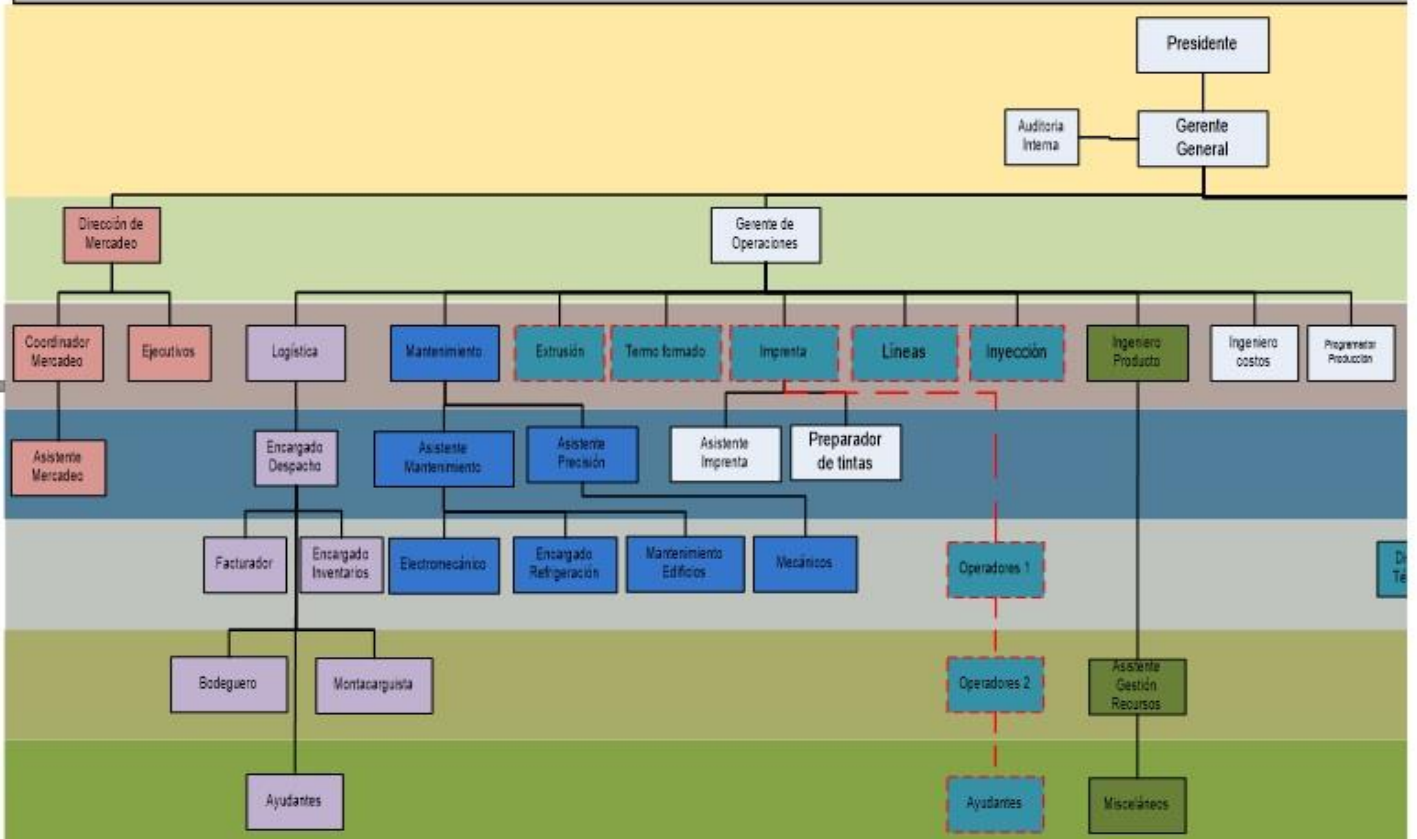 Presidente
Auditoria
Interna
Gerente
General
Dirección de
Mercadeo
Gerente de
Operaciones
Coordinador
Mercadeo
Ejecutivos
Logística
Mantenimiento
Extrusión
Termo formado
Imprenta
Líneas
Inyección
Ingeniero
Producto
Ingeniero
costos
Programador
Producción
Asistente
Mercadeo
Encargado
Despacho
Asistente
Mantenimiento
Asistente
Precisión
Asistente
Imprenta
Preparador
de tintas
Facturador
Encargado
Inventarios
Electromecánico
Encargado
Refrigeración
Mantenimiento
Edificios
Mecánicos
Operadores 1
Bodeguero
Montacarguista
Operadores 2
Asistente
Gestión
Recursos
Ayudantes
Ayudantes
Misceláneos